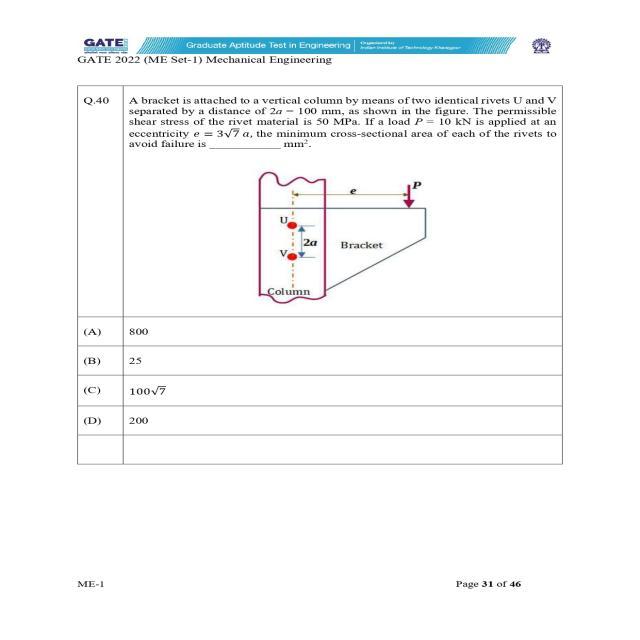 GATE
Graduate Aptitude Test in Engineering
Organised by
Indian Institute of Technology Kharagpur
GATE 2022 (ME Set-1) Mechanical Engineering
Q.40
A bracket is attached to a vertical column by means of two identical rivets U and V
separated by a distance of 2a = 100 mm, as shown in the figure. The permissible
shear stress of the rivet material is 50 MPa. If a load P = 10 kN is applied at an
eccentricity e = 3√7 a, the minimum cross-sectional area of each of the rivets to
avoid failure is ___________ mm².
P
e
U
2a
Bracket
V
Column
(A) 800
(B) 25
(C) 100√7
(D) 200
ME-1
Page 31 of 46